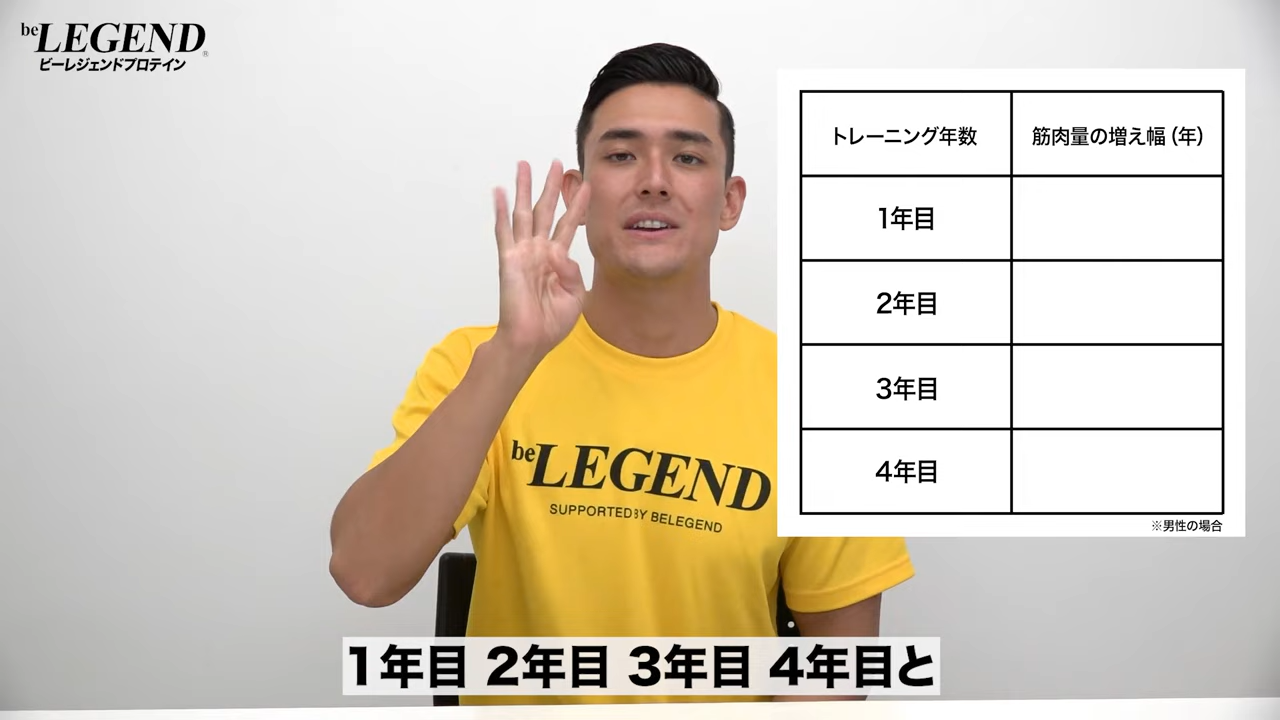 be LEGEND®
ビーレジェンドプロテイン
トレーニング年数 筋肉量の増え幅（年）
1年目
2年目
3年目
4年目
※男性の場合
be LEGEND
SUPPORTED BY BELEGEND
1年目 2年目 3年目 4年目と